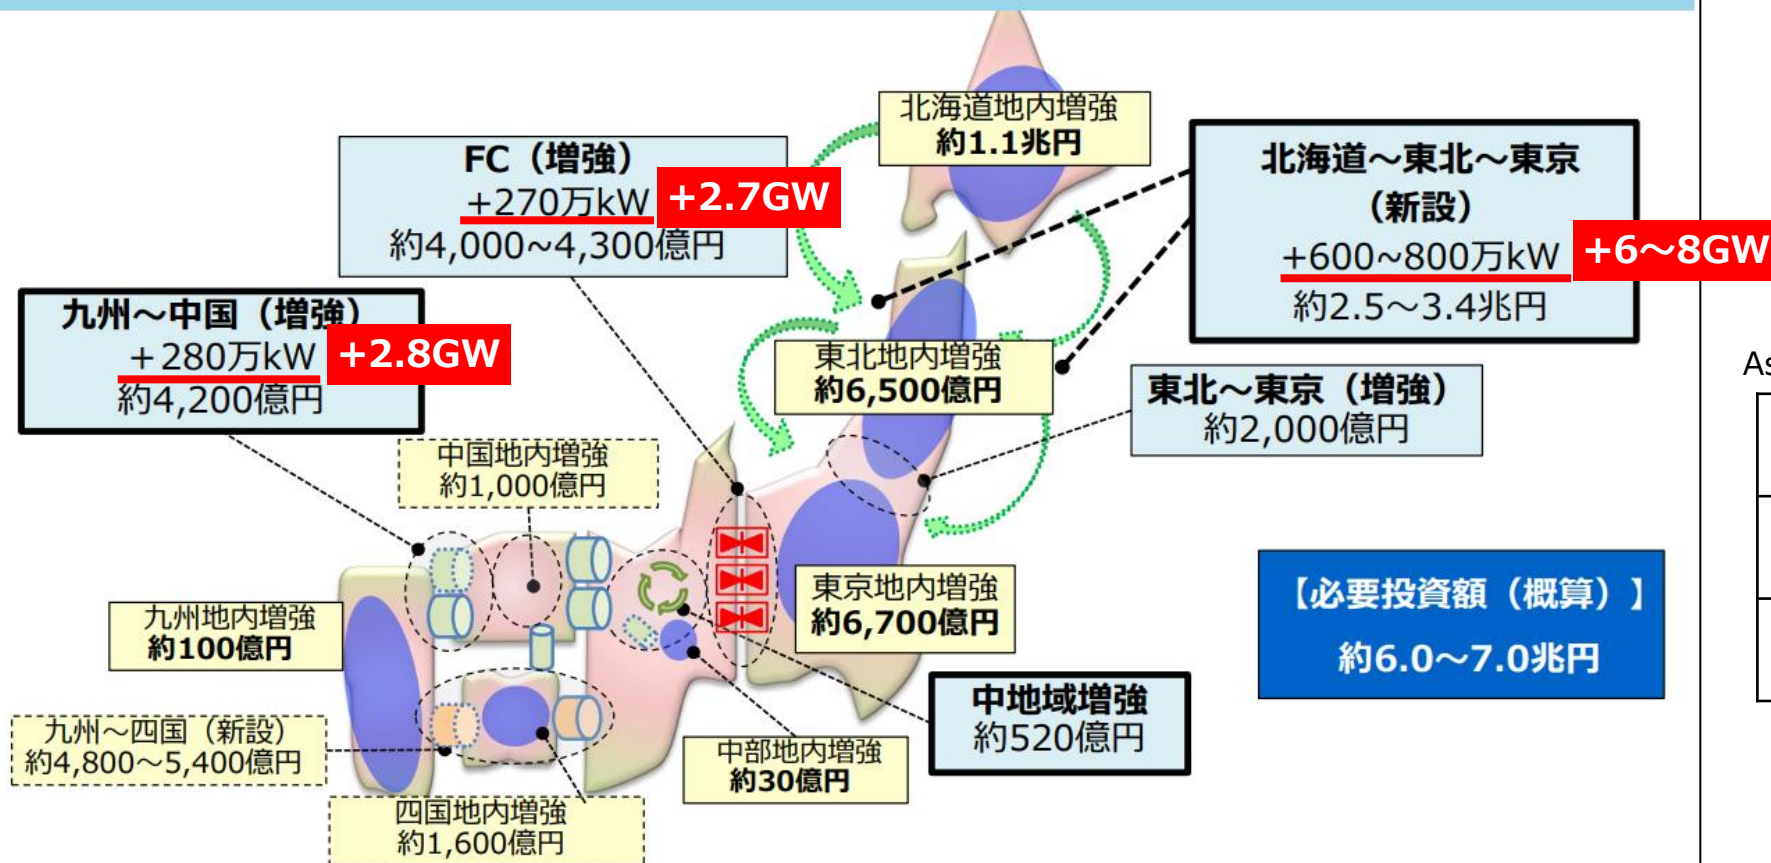 北海道地内増強
約1.1兆円
FC（増強）
+270万kW
+2.7GW
約4,000~4,300億円
北海道～東北～東京
（新設）
+600~800万kW
+6～8GW
約2.5～3.4兆円
九州～中国（増強）
＋280万kW
+2.8GW
約4,200億円
東北地内増強
約6,500億円
東北～東京（増強）
約2,000億円
中国地内増強
約1,000億円
九州地内増強
約100億円
東京地内増強
約6,700億円
【必要投資額（概算）】
約6.0～7.0兆円
九州～四国（新設）
約4,800～5,400億円
中地域増強
約520億円
中部地内増強
約30億円
四国地内増強
約1,600億円